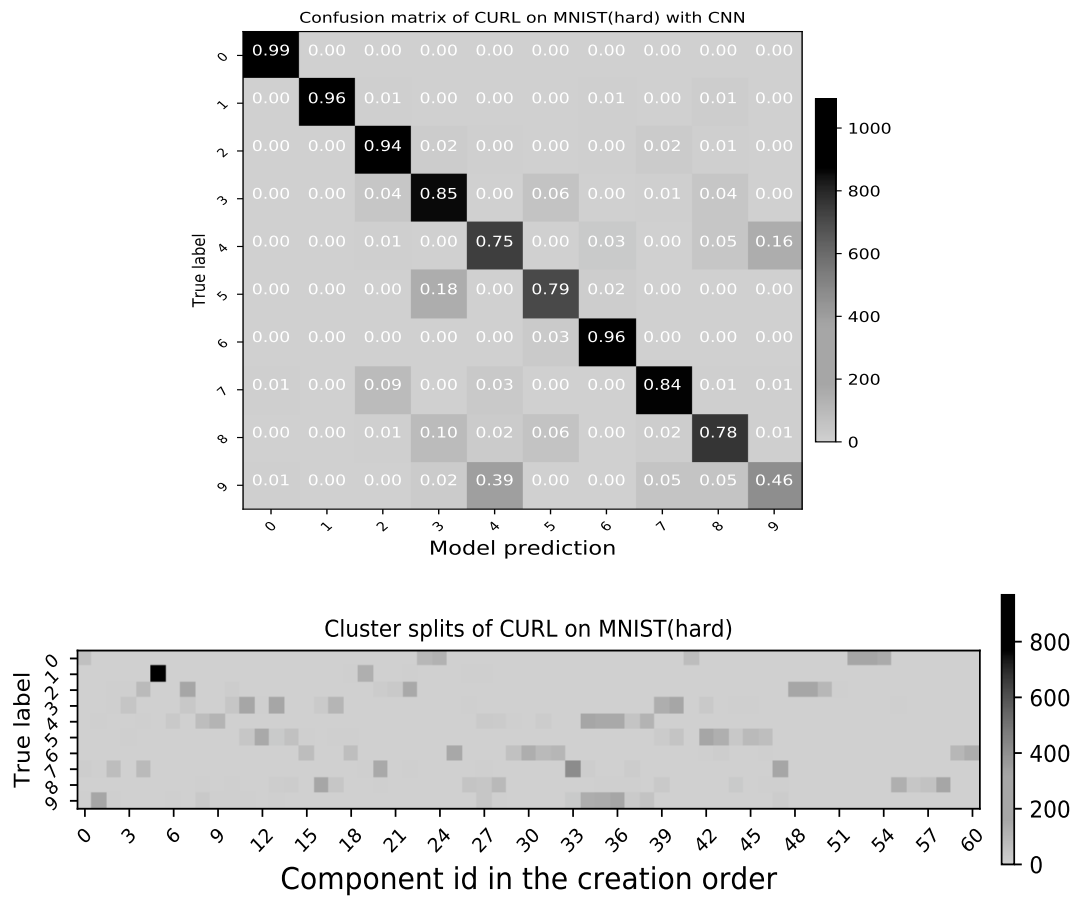 Confusion matrix of CURL on MNIST(hard) with CNN
0 0.99 0.00 0.00 0.00 0.00 0.00 0.00 0.00 0.00 0.00
1 0.00 0.96 0.01 0.00 0.00 0.00 0.01 0.00 0.01 0.00
2 0.00 0.00 0.94 0.02 0.00 0.00 0.00 0.02 0.01 0.00
3 0.00 0.00 0.04 0.85 0.00 0.06 0.00 0.01 0.04 0.00
4 0.00 0.00 0.01 0.00 0.75 0.00 0.03 0.00 0.05 0.16
5 0.00 0.00 0.00 0.18 0.00 0.79 0.02 0.00 0.00 0.00
6 0.00 0.00 0.00 0.00 0.00 0.03 0.96 0.00 0.00 0.00
7 0.01 0.00 0.09 0.00 0.03 0.00 0.00 0.84 0.01 0.01
8 0.00 0.00 0.01 0.10 0.02 0.06 0.00 0.02 0.78 0.01
9 0.01 0.00 0.00 0.02 0.39 0.00 0.00 0.05 0.05 0.46
True label
0 1 2 3 4 5 6 7 8 9
Model prediction
1000
800
600
400
200
0
Cluster splits of CURL on MNIST(hard)
True label
0
1
2
3
4
5
6
7
8
9
0 3 6 9 12 15 18 21 24 27 30 33 36 39 42 45 48 51 54 57 60
Component id in the creation order
800
600
400
200
0